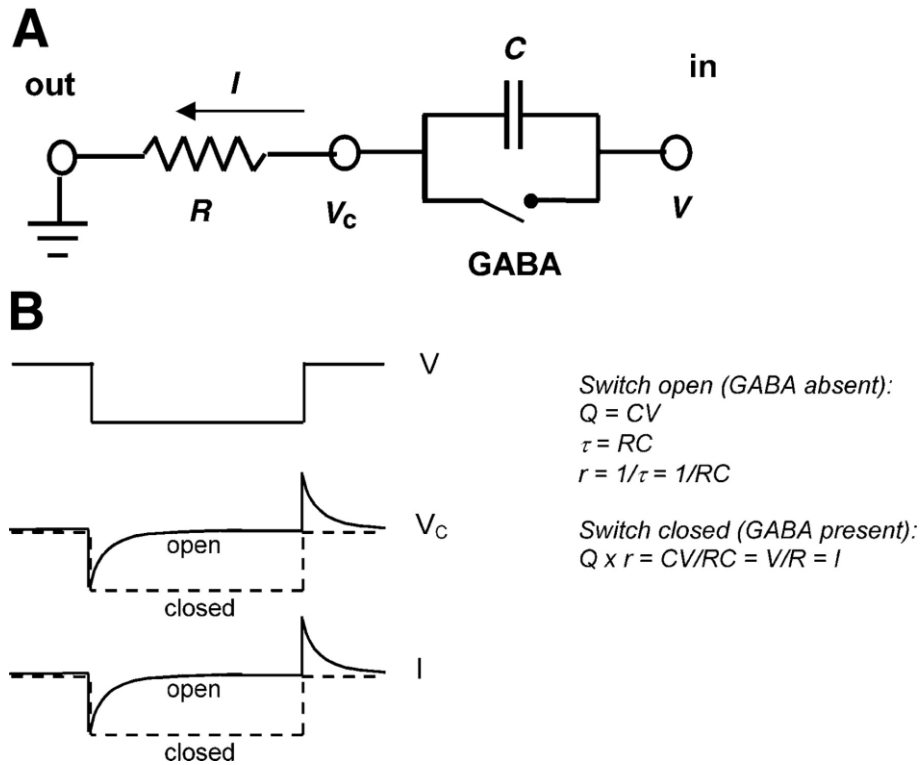 A
out
I
C
in
R
Vc
V
GABA
B
V
Switch open (GABA absent):
Q = CV
τ = RC
r = 1/τ = 1/RC
open
VC
closed
Switch closed (GABA present):
Q x r = CV/RC = V/R = I
open
I
closed